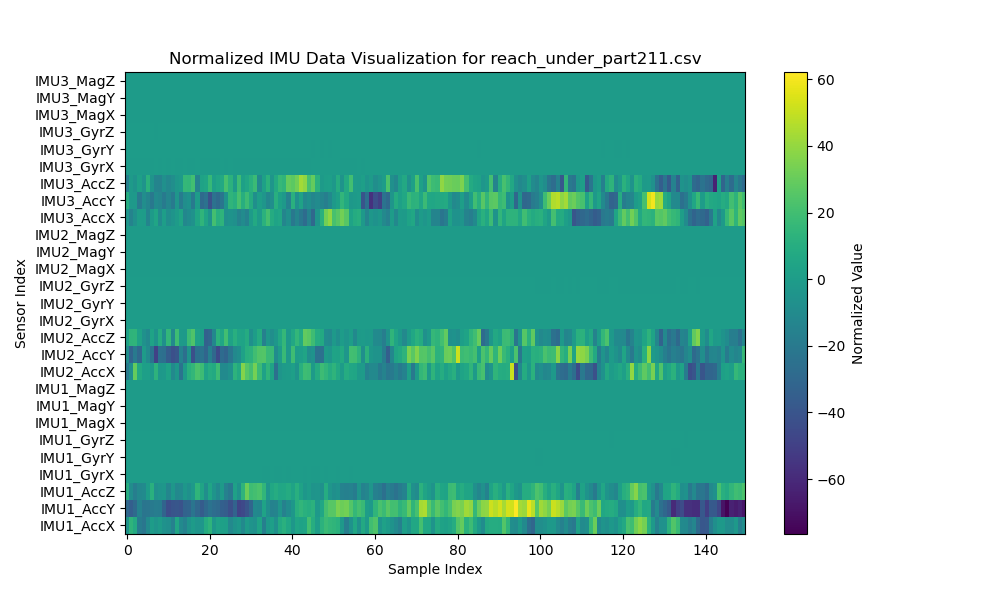 Normalized IMU Data Visualization for reach_under_part211.csv
IMU3_MagZ
IMU3_MagY
IMU3_MagX
IMU3_GyrZ
IMU3_GyrY
IMU3_GyrX
IMU3_AccZ
IMU3_AccY
IMU3_AccX
IMU2_MagZ
IMU2_MagY
IMU2_MagX
IMU2_GyrZ
IMU2_GyrY
IMU2_GyrX
IMU2_AccZ
IMU2_AccY
IMU2_AccX
IMU1_MagZ
IMU1_MagY
IMU1_MagX
IMU1_GyrZ
IMU1_GyrY
IMU1_GyrX
IMU1_AccZ
IMU1_AccY
IMU1_AccX
Sensor Index
0 20 40 60 80 100 120 140
Sample Index
60
40
20
0
−20
−40
−60
Normalized Value